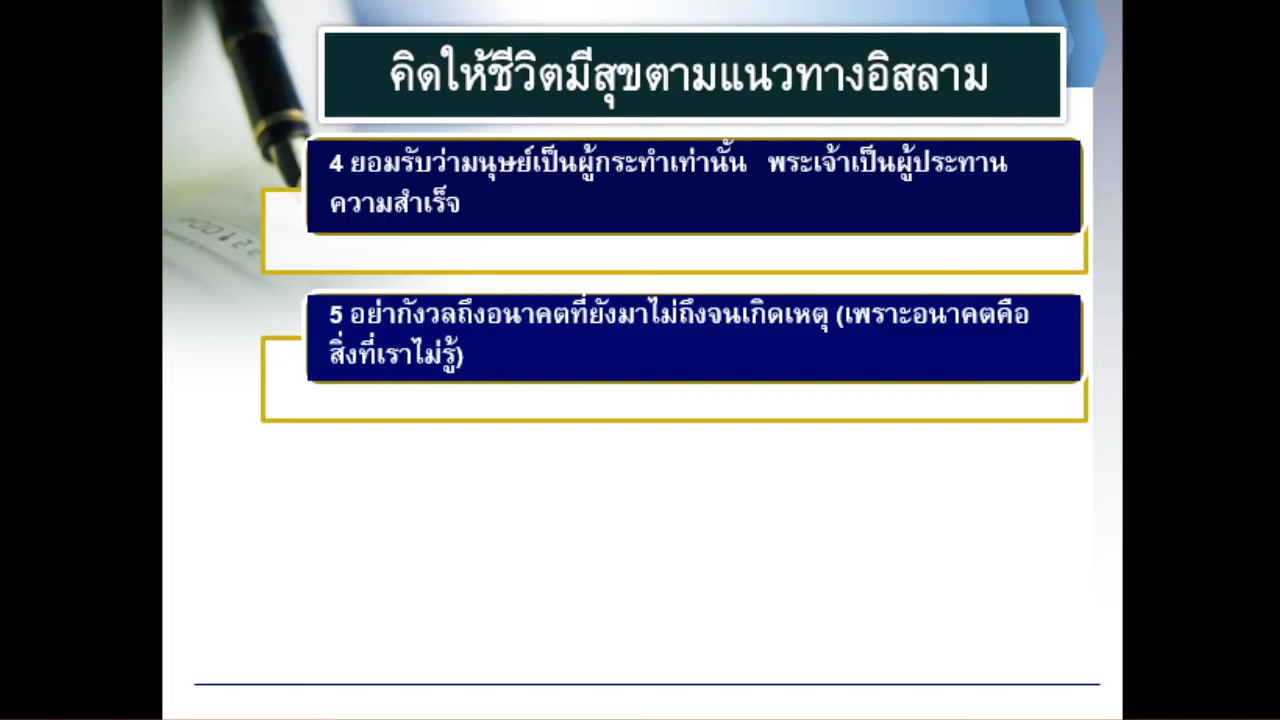 คิดให้ชีวิตมีสุขตามแนวทางอิสลาม
4 ยอมรับว่ามนุษย์เป็นผู้กระทำเท่านั้น พระเจ้าเป็นผู้ประทาน
ความสำเร็จ
5 อย่ากังวลถึงอนาคตที่ยังมาไม่ถึงจนเกิดเหตุ (เพราะอนาคตคือ
สิ่งที่เราไม่รู้)